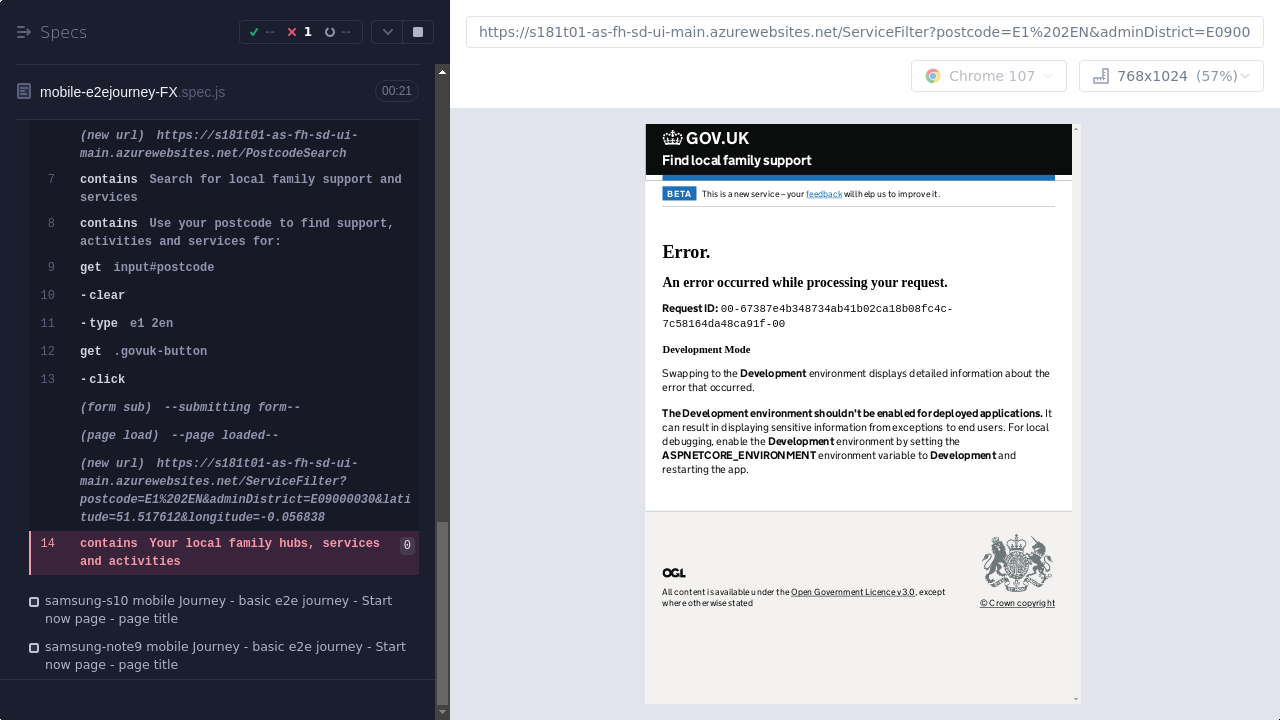 Specs
--
1
--
mobile-e2ejourney-FX.spec.js
00:21
(new url) https://s181t01-as-fh-sd-ui-
main.azurewebsites.net/PostcodeSearch
7 contains Search for local family support and
services
8 contains Use your postcode to find support,
activities and services for:
9 get input#postcode
10 -clear
11 -type e1 2en
12 get .govuk-button
13 -click
(form sub) --submitting form--
(page load) --page loaded--
(new url) https://s181t01-as-fh-sd-ui-
main.azurewebsites.net/ServiceFilter?
postcode=E1%202EN&adminDistrict=E09000030&lati
tude=51.517612&longitude=-0.056838
14 contains Your local family hubs, services 0
and activities
samsung-s10 mobile Journey - basic e2e journey - Start
now page - page title
samsung-note9 mobile Journey - basic e2e journey - Start
now page - page title
https://s181t01-as-fh-sd-ui-main.azurewebsites.net/ServiceFilter?postcode=E1%202EN&adminDistrict=E0900
Chrome 107
768x1024 (57%)
GOV.UK
Find local family support
BETA This is a new service – your feedback will help us to improve it.
Error.
An error occurred while processing your request.
Request ID: 00-67387e4b348734ab41b02ca18b08fc4c-
7c58164da48ca91f-00
Development Mode
Swapping to the Development environment displays detailed information about the
error that occurred.
The Development environment shouldn't be enabled for deployed applications. It
can result in displaying sensitive information from exceptions to end users. For local
debugging, enable the Development environment by setting the
ASPNETCORE_ENVIRONMENT environment variable to Development and
restarting the app.
OGL
All content is available under the Open Government Licence v3.0, except
where otherwise stated
© Crown copyright